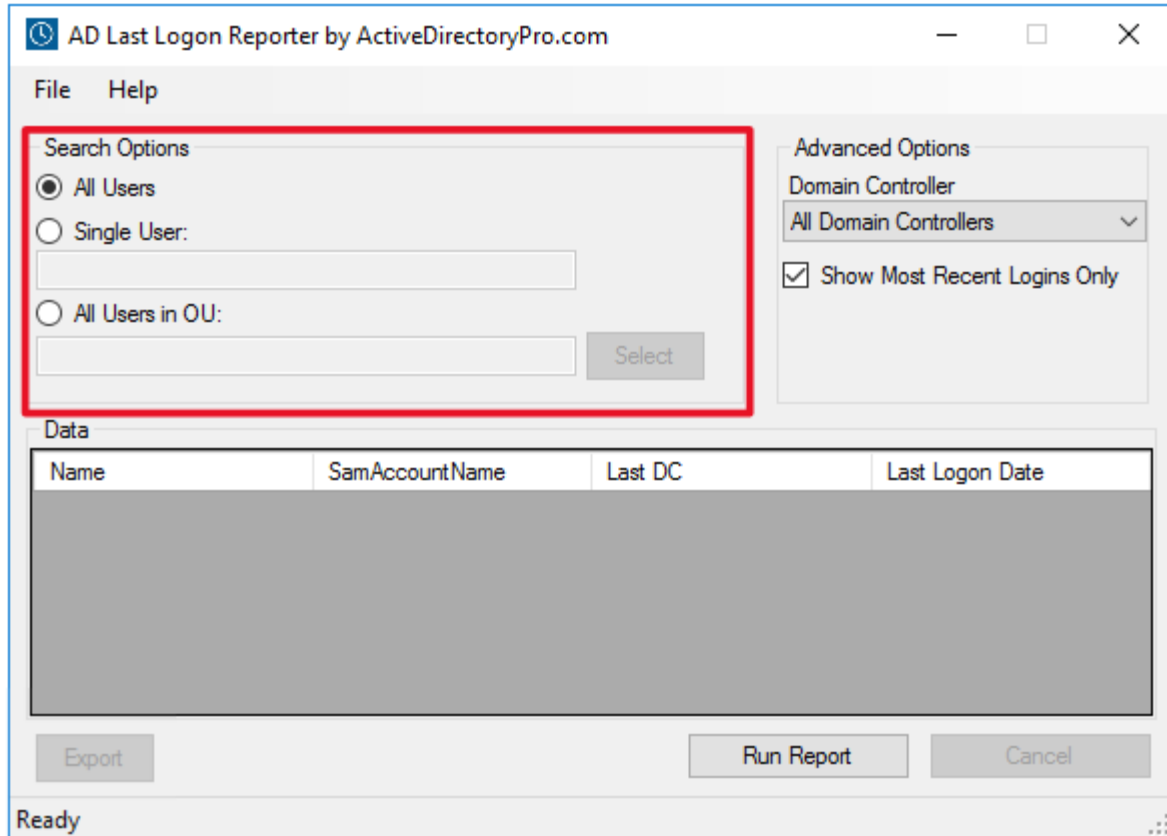 AD Last Logon Reporter by ActiveDirectoryPro.com
File Help
Search Options
All Users
Single User:
All Users in OU:
Select
Advanced Options
Domain Controller
All Domain Controllers
Show Most Recent Logins Only
Data
Name SamAccountName Last DC Last Logon Date
Export Run Report Cancel
Ready